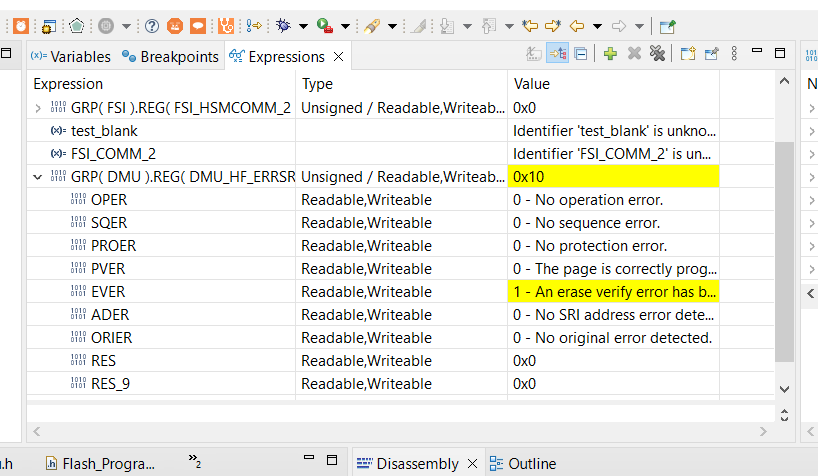 (x)= Variables Breakpoints Expressions
Expression Type Value
GRP( FSI ).REG( FSI_HSMCOMM_2 Unsigned / Readable,Writeab... 0x0
(x)= test_blank Identifier 'test_blank' is unkno...
(x)= FSI_COMM_2 Identifier 'FSI_COMM_2' is un...
GRP( DMU ).REG( DMU_HF_ERRSR Unsigned / Readable,Writeab... 0x10
OPER Readable,Writeable 0 - No operation error.
SQER Readable,Writeable 0 - No sequence error.
PROER Readable,Writeable 0 - No protection error.
PVER Readable,Writeable 0 - The page is correctly prog...
EVER Readable,Writeable 1 - An erase verify error has b...
ADER Readable,Writeable 0 - No SRI address error dete...
ORIER Readable,Writeable 0 - No original error detected.
RES Readable,Writeable 0x0
RES_9 Readable,Writeable 0x0
.h Flash_Progra... »2 Disassembly Outline